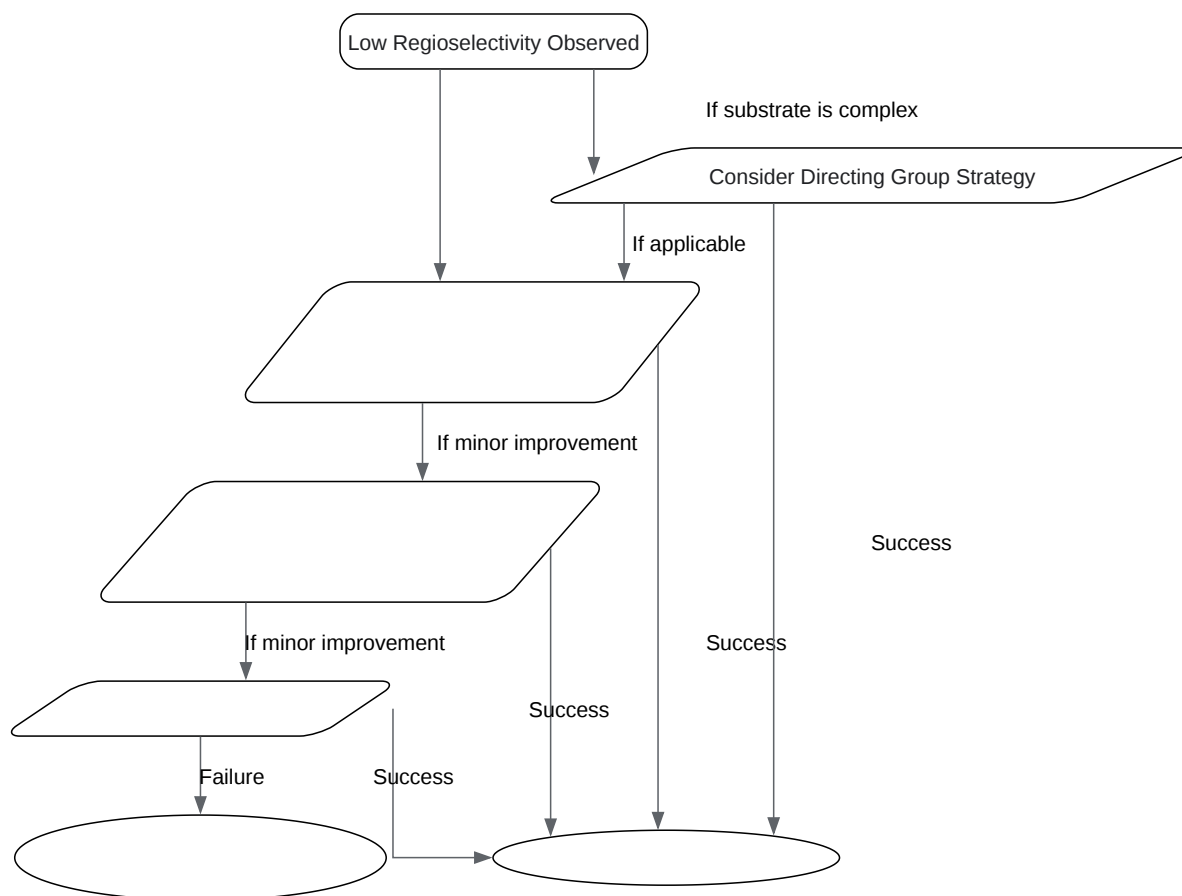 Low Regioselectivity Observed
If substrate is complex
Consider Directing Group Strategy
If applicable
If minor improvement
Success
If minor improvement
Success
Success
Failure
Success